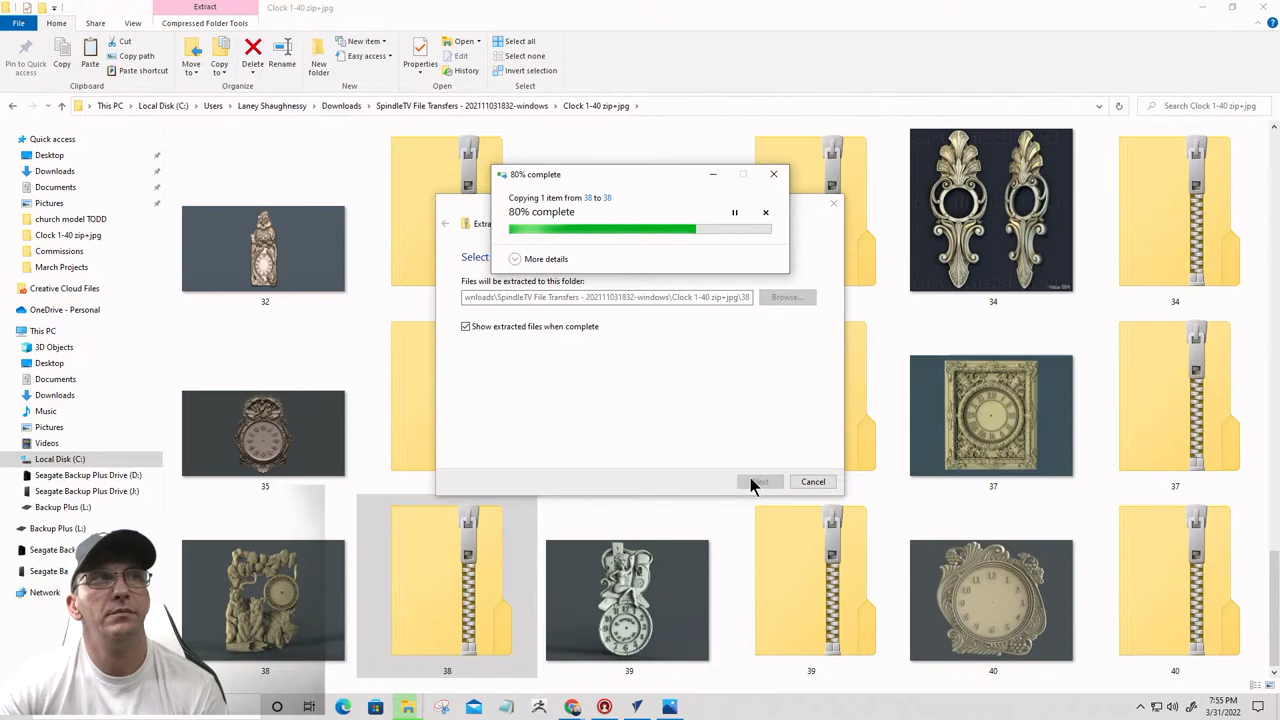 Extract
Clock 1-40 zip+jpg
File
Home
Share
View
Compressed Folder Tools
Pin to Quick access
Copy
Paste
Cut
Copy path
Paste shortcut
Clipboard
Move to
Copy to
Delete
Rename
Organize
New folder
New item
Easy access
New
Properties
Open
Edit
History
Open
Select all
Select none
Invert selection
Select
This PC
Local Disk (C:)
Users
Laney Shaughnessy
Downloads
SpindleTV File Transfers - 202111031832-windows
Clock 1-40 zip+jpg
Search Clock 1-40 zip+jpg
Quick access
Desktop
Downloads
Documents
Pictures
church model TODD
Clock 1-40 zip+jpg
Commissions
March Projects
Creative Cloud Files
OneDrive - Personal
This PC
3D Objects
Desktop
Documents
Downloads
Music
Pictures
Videos
Local Disk (C:)
Seagate Backup Plus Drive (D:)
Seagate Backup Plus Drive (J:)
Backup Plus (L:)
Backup Plus (L:)
Seagate Bac
Seagate Ba
Network
80% complete
Copying 1 item from 38 to 38
80% complete
More details
Extra
Select
Files will be extracted to this folder:
wnloads\SpindleTV File Transfers - 202111031832-windows\Clock 1-40 zip+jpg\38
Browse...
Show extracted files when complete
Cancel
32
34
34
35
37
37
38
38
39
39
40
40
7:55 PM
3/31/2022